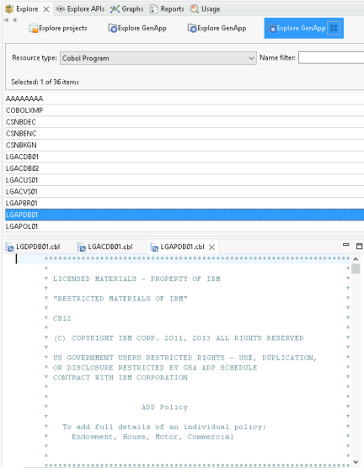 Explore Explore APIs Graphs Reports Usage
Explore projects Explore GenApp Explore GenApp Explore GenApp
Resource type: Cobol Program Name filter:
Selected: 1 of 36 items
AAAAAAAA
COBOLXMP
CSNBDEC
CSNBENC
CSNBKGN
LGACDB01
LGACDB02
LGACUS01
LGACVS01
LGAPBR01
LGAPDB01
LGAPOL01
LGDPDB01.cbl LGACDB01.cbl LGAPDB01.cbl
****************************************************************
* *
* LICENSED MATERIALS - PROPERTY OF IBM *
* *
* "RESTRICTED MATERIALS OF IBM" *
* *
* CB12 *
* *
* (C) COPYRIGHT IBM CORP. 2011, 2013 ALL RIGHTS RESERVED *
* *
* US GOVERNMENT USERS RESTRICTED RIGHTS - USE, DUPLICATION, *
* OR DISCLOSURE RESTRICTED BY GSA ADP SCHEDULE *
* CONTRACT WITH IBM CORPORATION *
* *
* *
* ADD Policy *
* *
* To add full details of an individual policy: *
* Endowment, House, Motor, Commercial *
* *
* *
****************************************************************